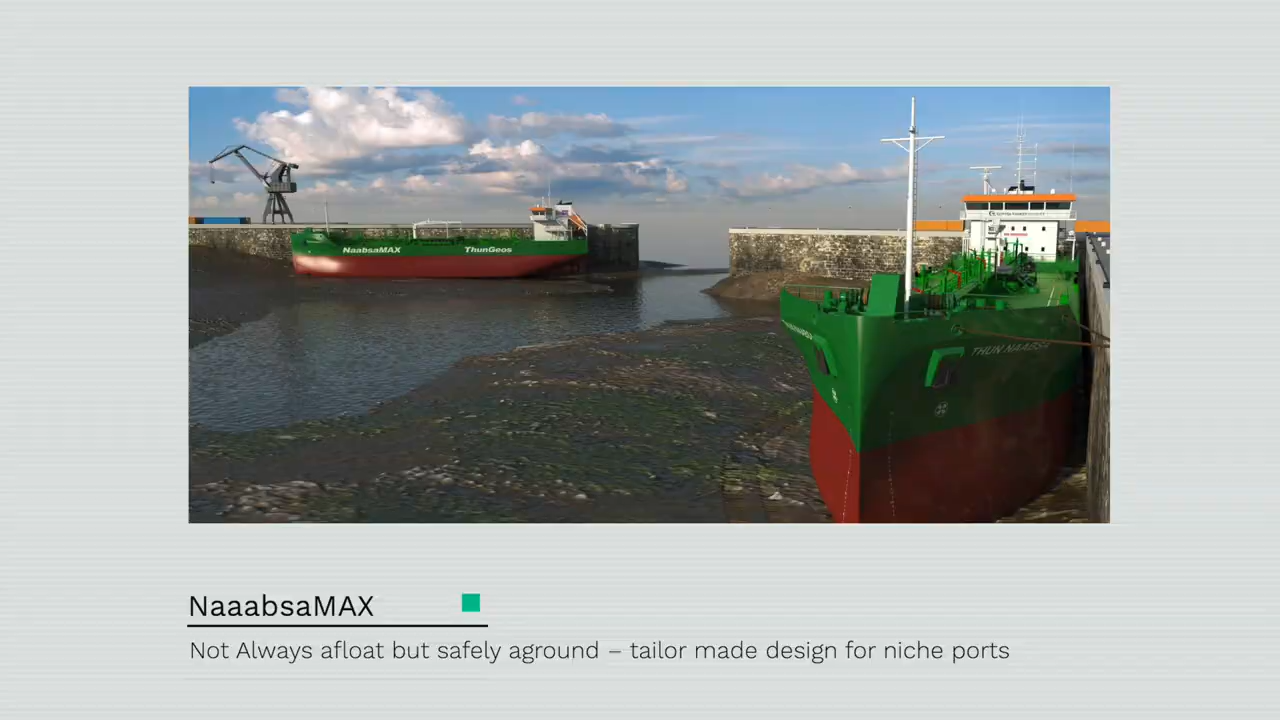 NaabsaMAX
ThunGeos
THUN NAABSA
NaaabsaMAX
Not Always afloat but safely aground – tailor made design for niche ports